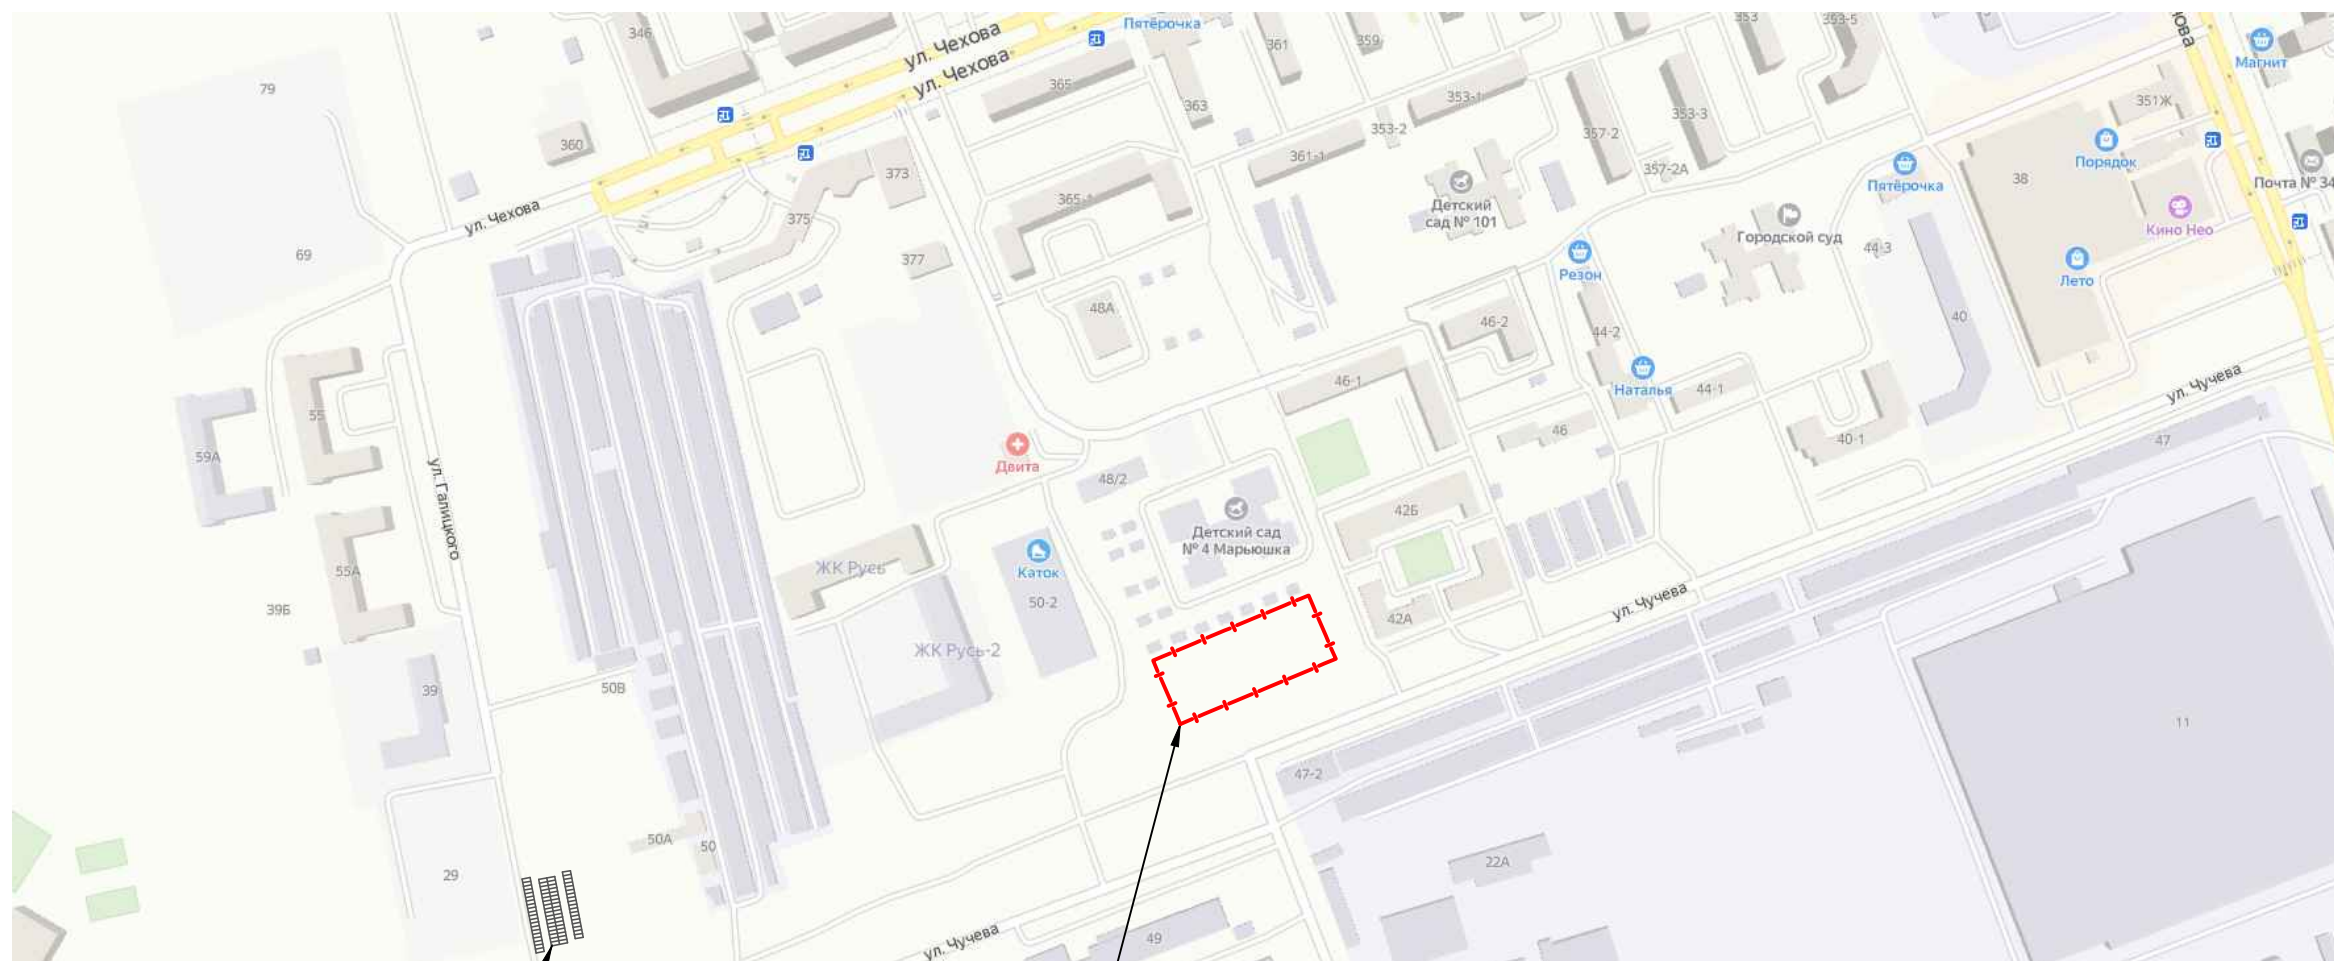 346
ул. Чехова
ул. Чехова
Пятёрочка
361
359
353
353-5
Магнит
79
365
363
353-1
353-2
357-2
353-3
351Ж
Порядок
360
373
361-1
357-2А
Пятёрочка
38
Почта № 34
ул. Чехова
375
365-1
Детский
сад № 101
Городской суд
Кино Нео
69
377
Резон
44-3
Лето
48А
46-2
44-2
40
46-1
Наталья
44-1
ул. Чучева
55
59А
Двита
48/2
46
40-1
47
ул. Галицкого
42Б
Детский сад
№ 4 Марьюшка
55А
ЖК Русь
Каток
50-2
39Б
42А
ул. Чучева
ЖК Русь-2
39
50В
11
47-2
50А
50
29
22А
49
ул. Чучева